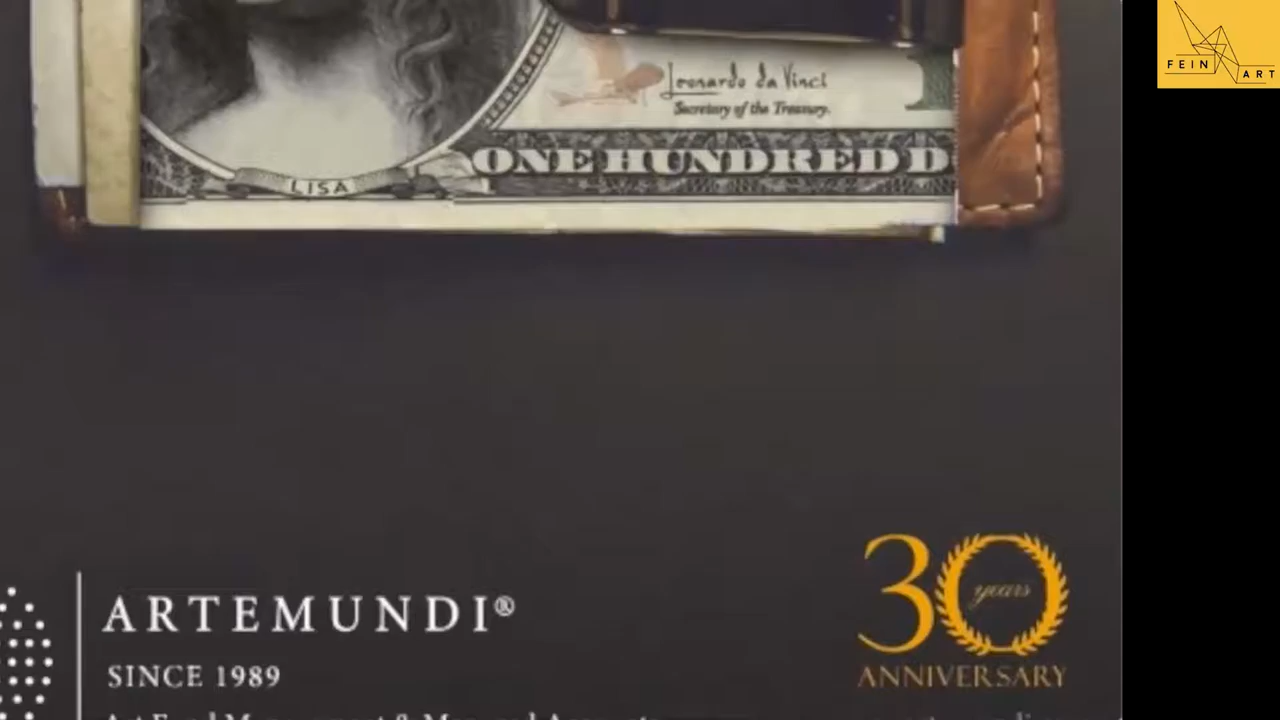 FEIN ART
Leonardo da Vinci
Secretary of the Treasury.
ONE HUNDRED D
LISA
30
years
ANNIVERSARY
ARTEMUNDI®
SINCE 1989